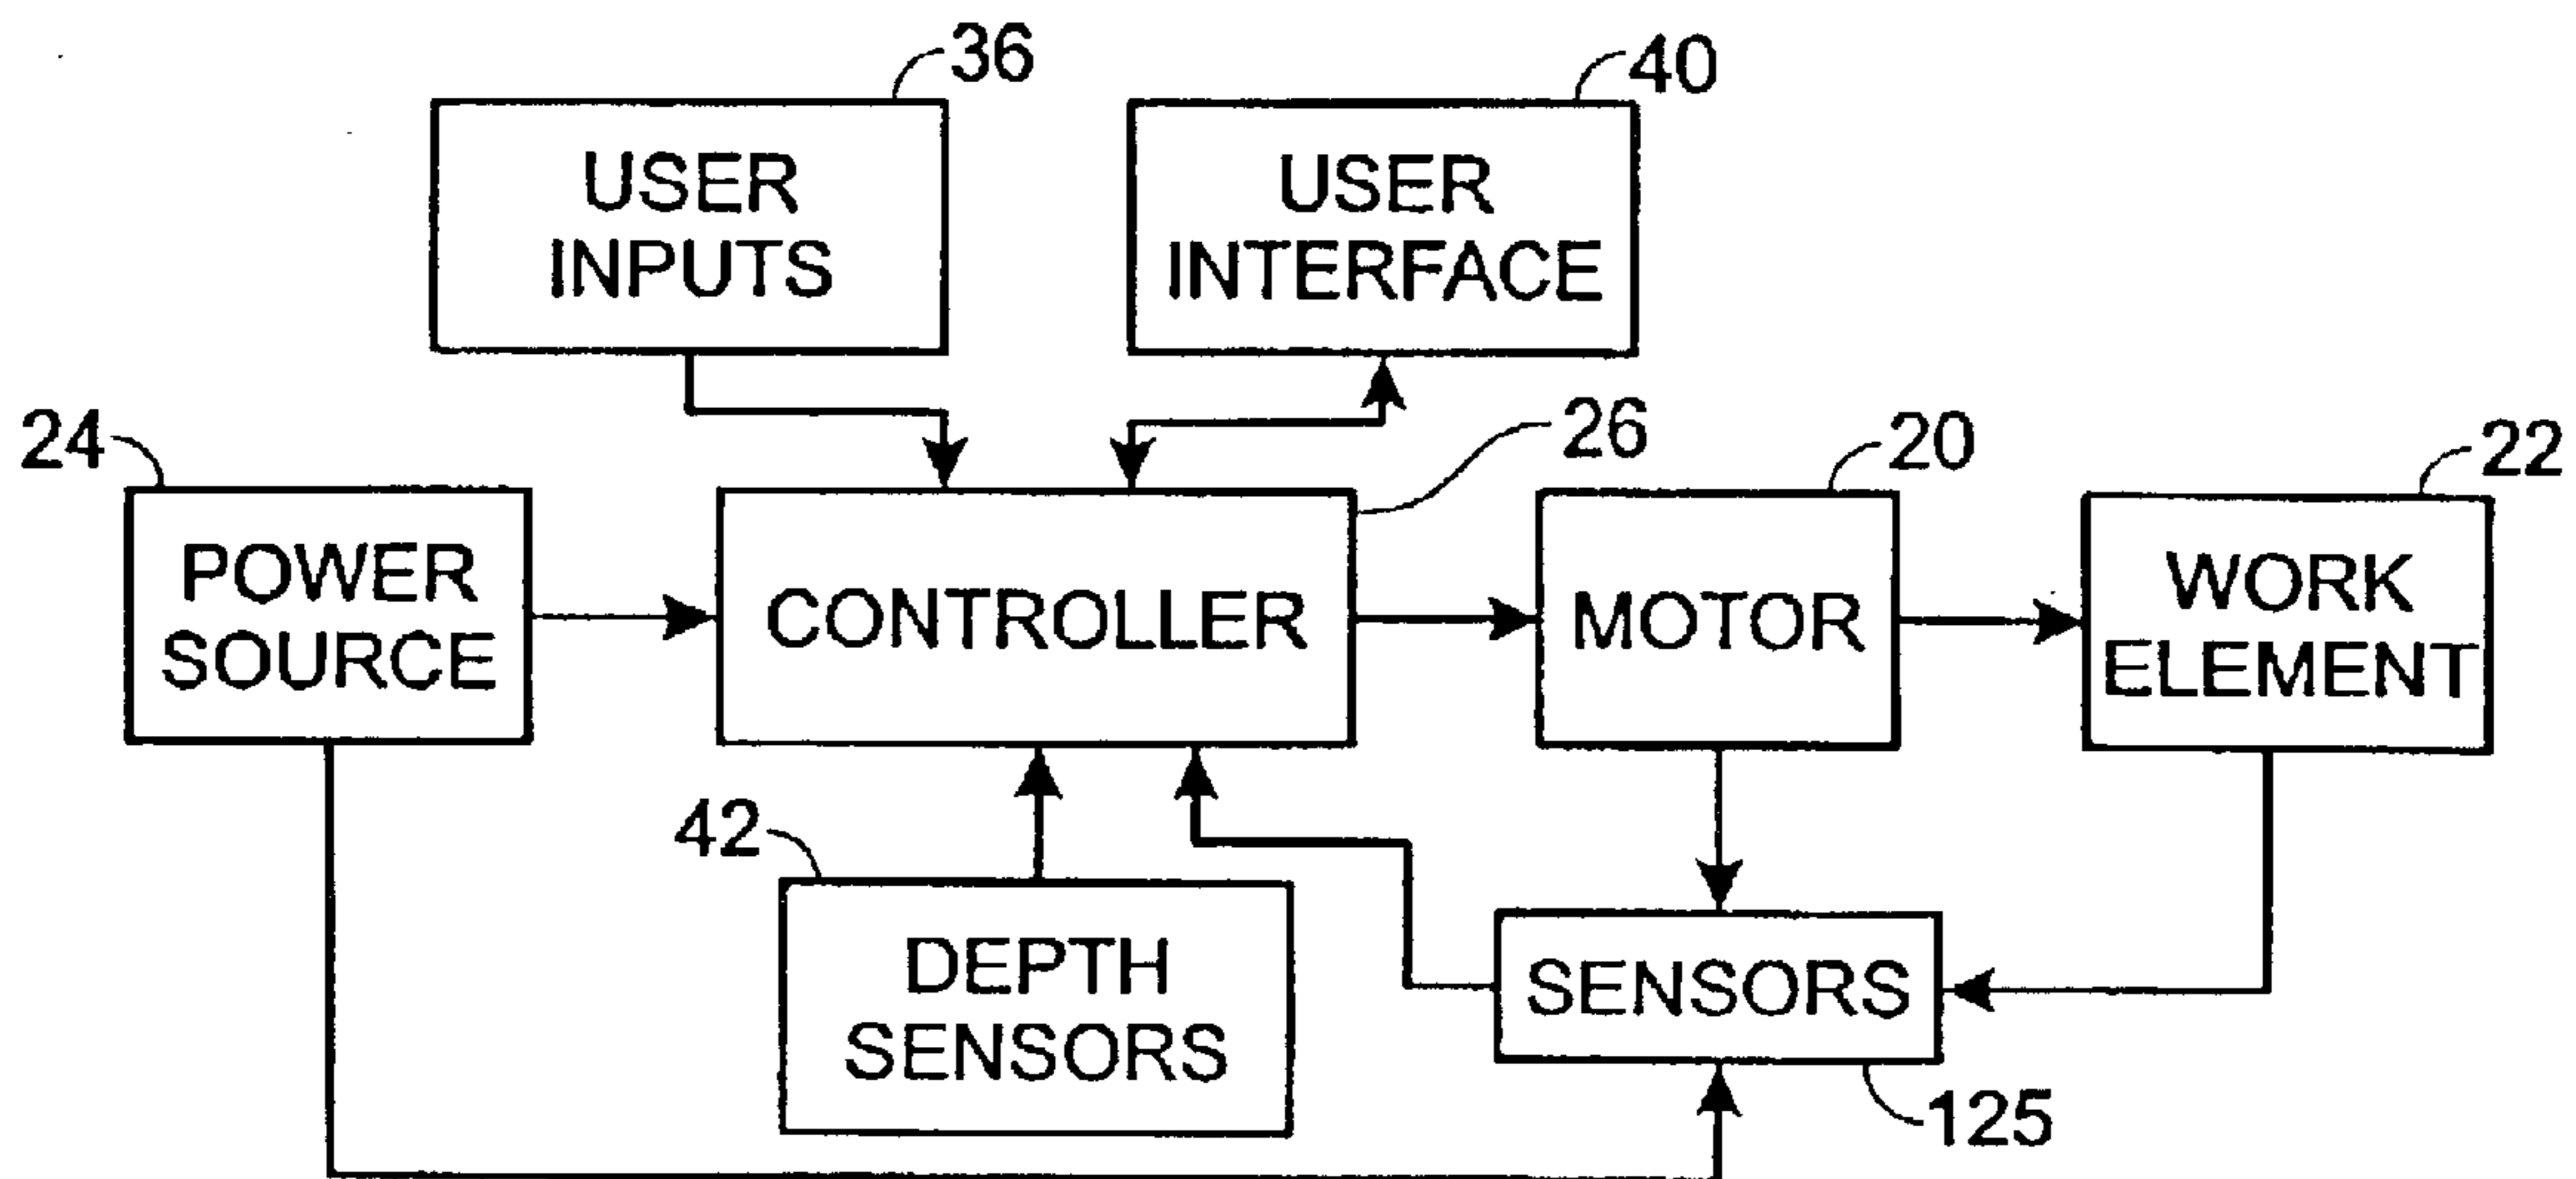 36
40
USER
INPUTS
USER
INTERFACE
24
26
20
22
POWER
SOURCE
CONTROLLER
MOTOR
WORK
ELEMENT
42
DEPTH
SENSORS
SENSORS
125